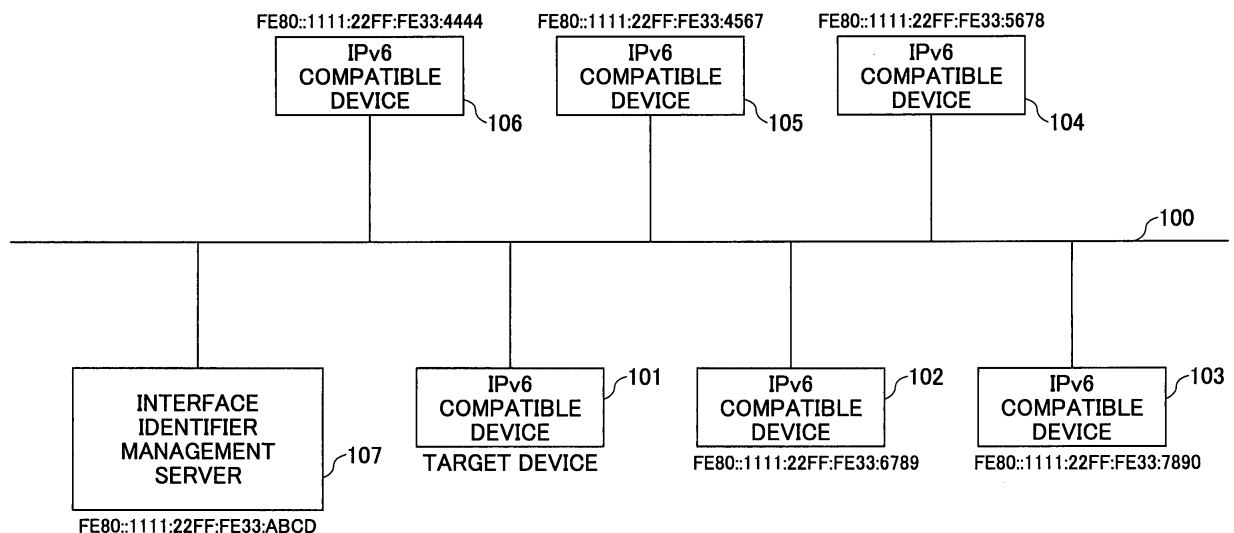 FE80::1111:22FF:FE33:4444
IPv6
COMPATIBLE
DEVICE
106
FE80::1111:22FF:FE33:4567
IPv6
COMPATIBLE
DEVICE
105
FE80::1111:22FF:FE33:5678
IPv6
COMPATIBLE
DEVICE
104
100
INTERFACE
IDENTIFIER
MANAGEMENT
SERVER
107
FE80::1111:22FF:FE33:ABCD
IPv6
COMPATIBLE
DEVICE
101
TARGET DEVICE
IPv6
COMPATIBLE
DEVICE
102
FE80::1111:22FF:FE33:6789
IPv6
COMPATIBLE
DEVICE
103
FE80::1111:22FF:FE33:7890